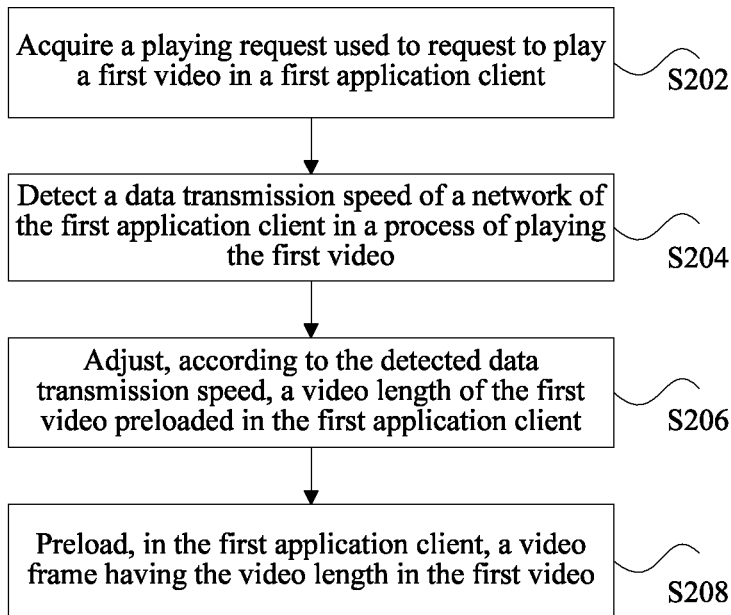 Acquire a playing request used to request to play
a first video in a first application client
S202
Detect a data transmission speed of a network of
the first application client in a process of playing
the first video
S204
Adjust, according to the detected data
transmission speed, a video length of the first
video preloaded in the first application client
S206
Preload, in the first application client, a video
frame having the video length in the first video
S208